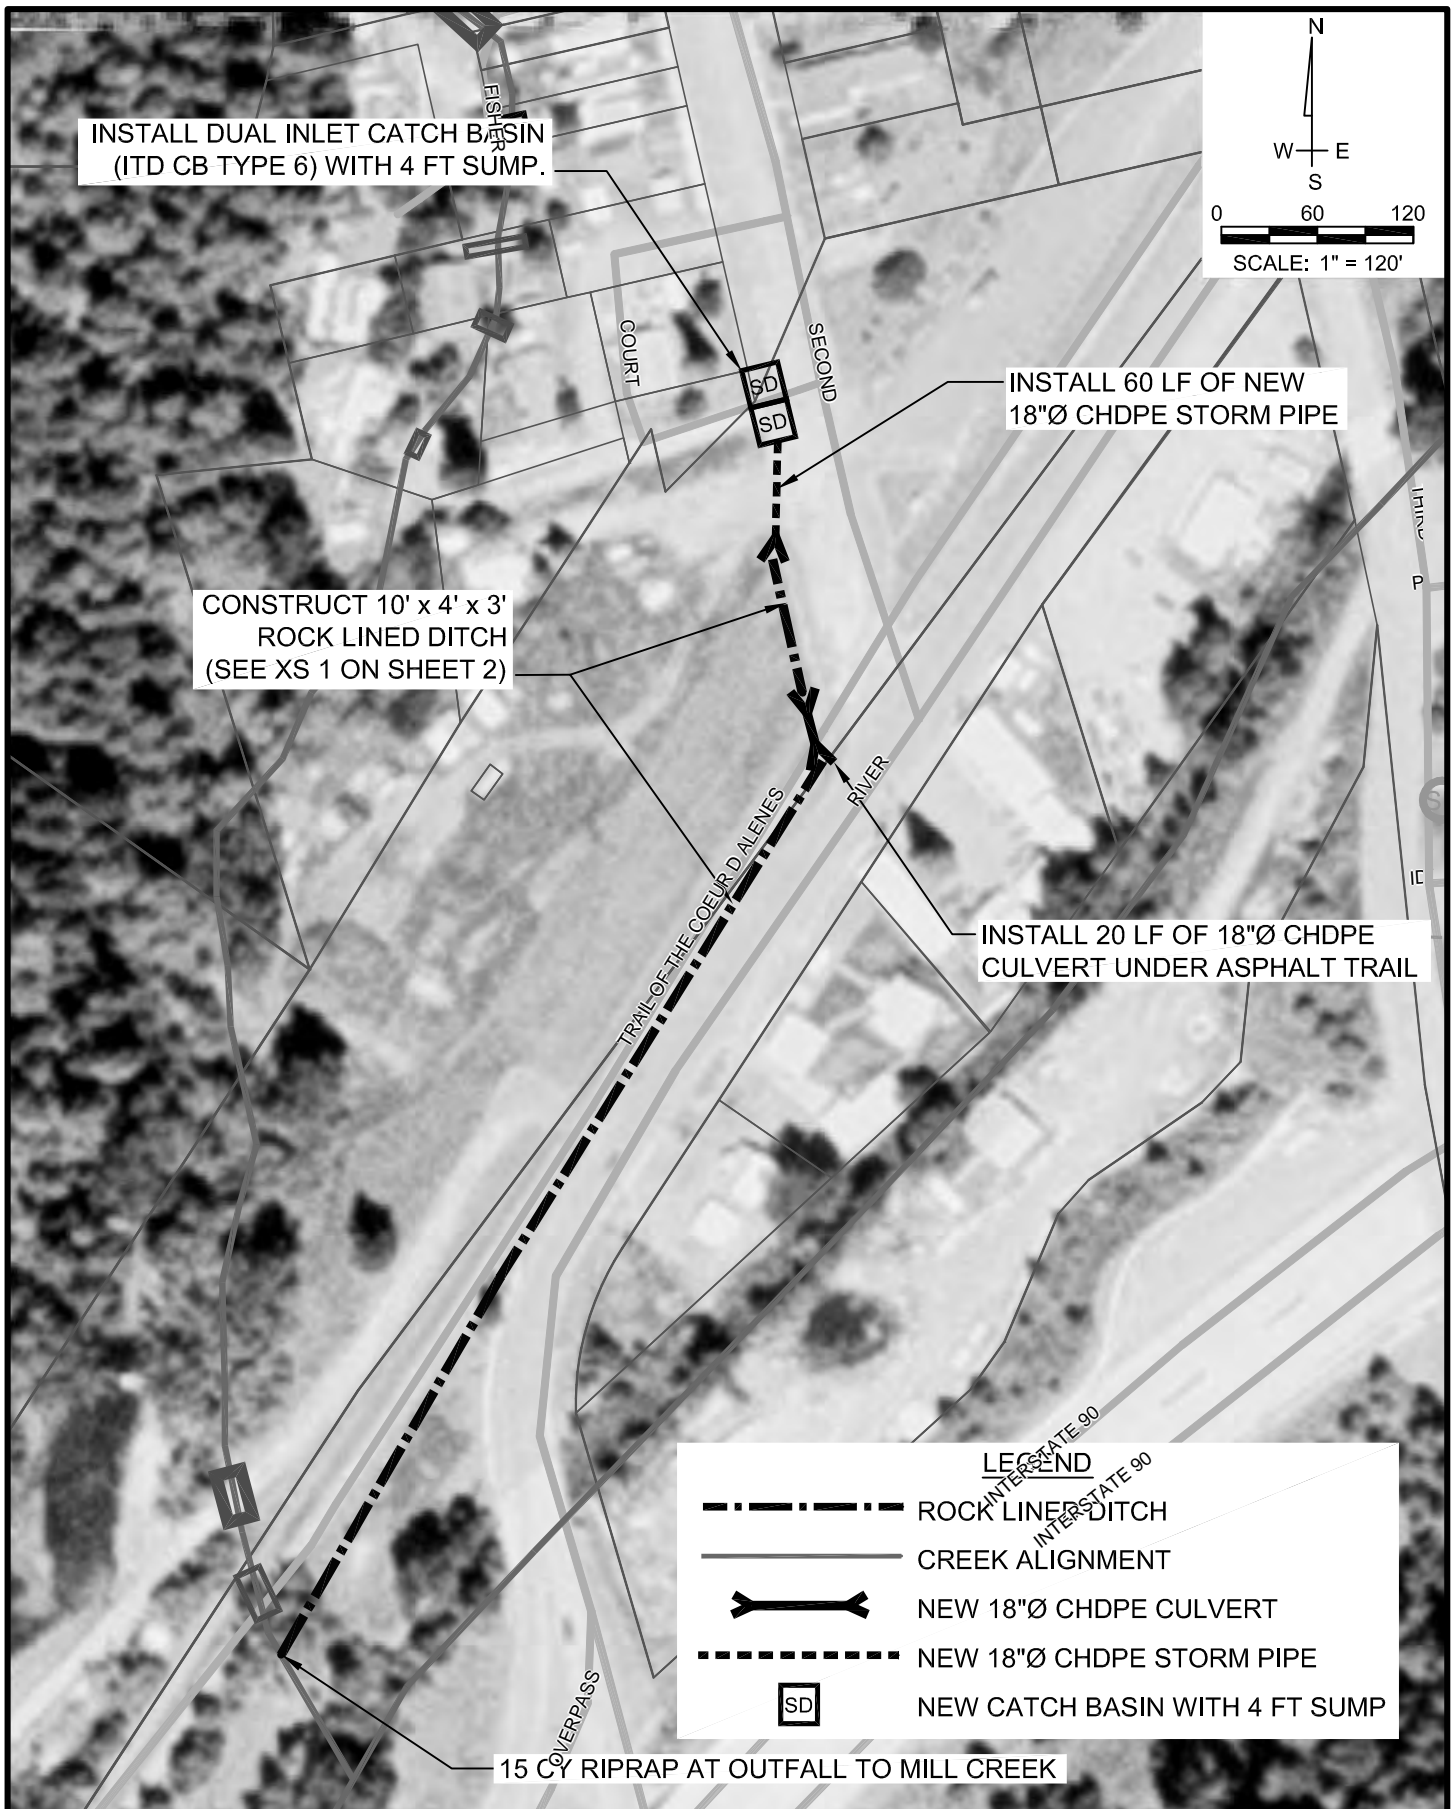 N
W E
S
0 60 120
SCALE: 1" = 120'
FISHER
INSTALL DUAL INLET CATCH BASIN
(ITD CB TYPE 6) WITH 4 FT SUMP.
COURT
SECOND
SD
SD
INSTALL 60 LF OF NEW
18"Ø CHDPE STORM PIPE
THIRD
P
CONSTRUCT 10' x 4' x 3'
ROCK LINED DITCH
(SEE XS 1 ON SHEET 2)
RIVER
TRAIL OF THE COEUR D ALENES
S
ID
INSTALL 20 LF OF 18"Ø CHDPE
CULVERT UNDER ASPHALT TRAIL
INTERSTATE 90
INTERSTATE 90
LEGEND
ROCK LINED DITCH
CREEK ALIGNMENT
NEW 18"Ø CHDPE CULVERT
NEW 18"Ø CHDPE STORM PIPE
SD NEW CATCH BASIN WITH 4 FT SUMP
OVERPASS
15 CY RIPRAP AT OUTFALL TO MILL CREEK